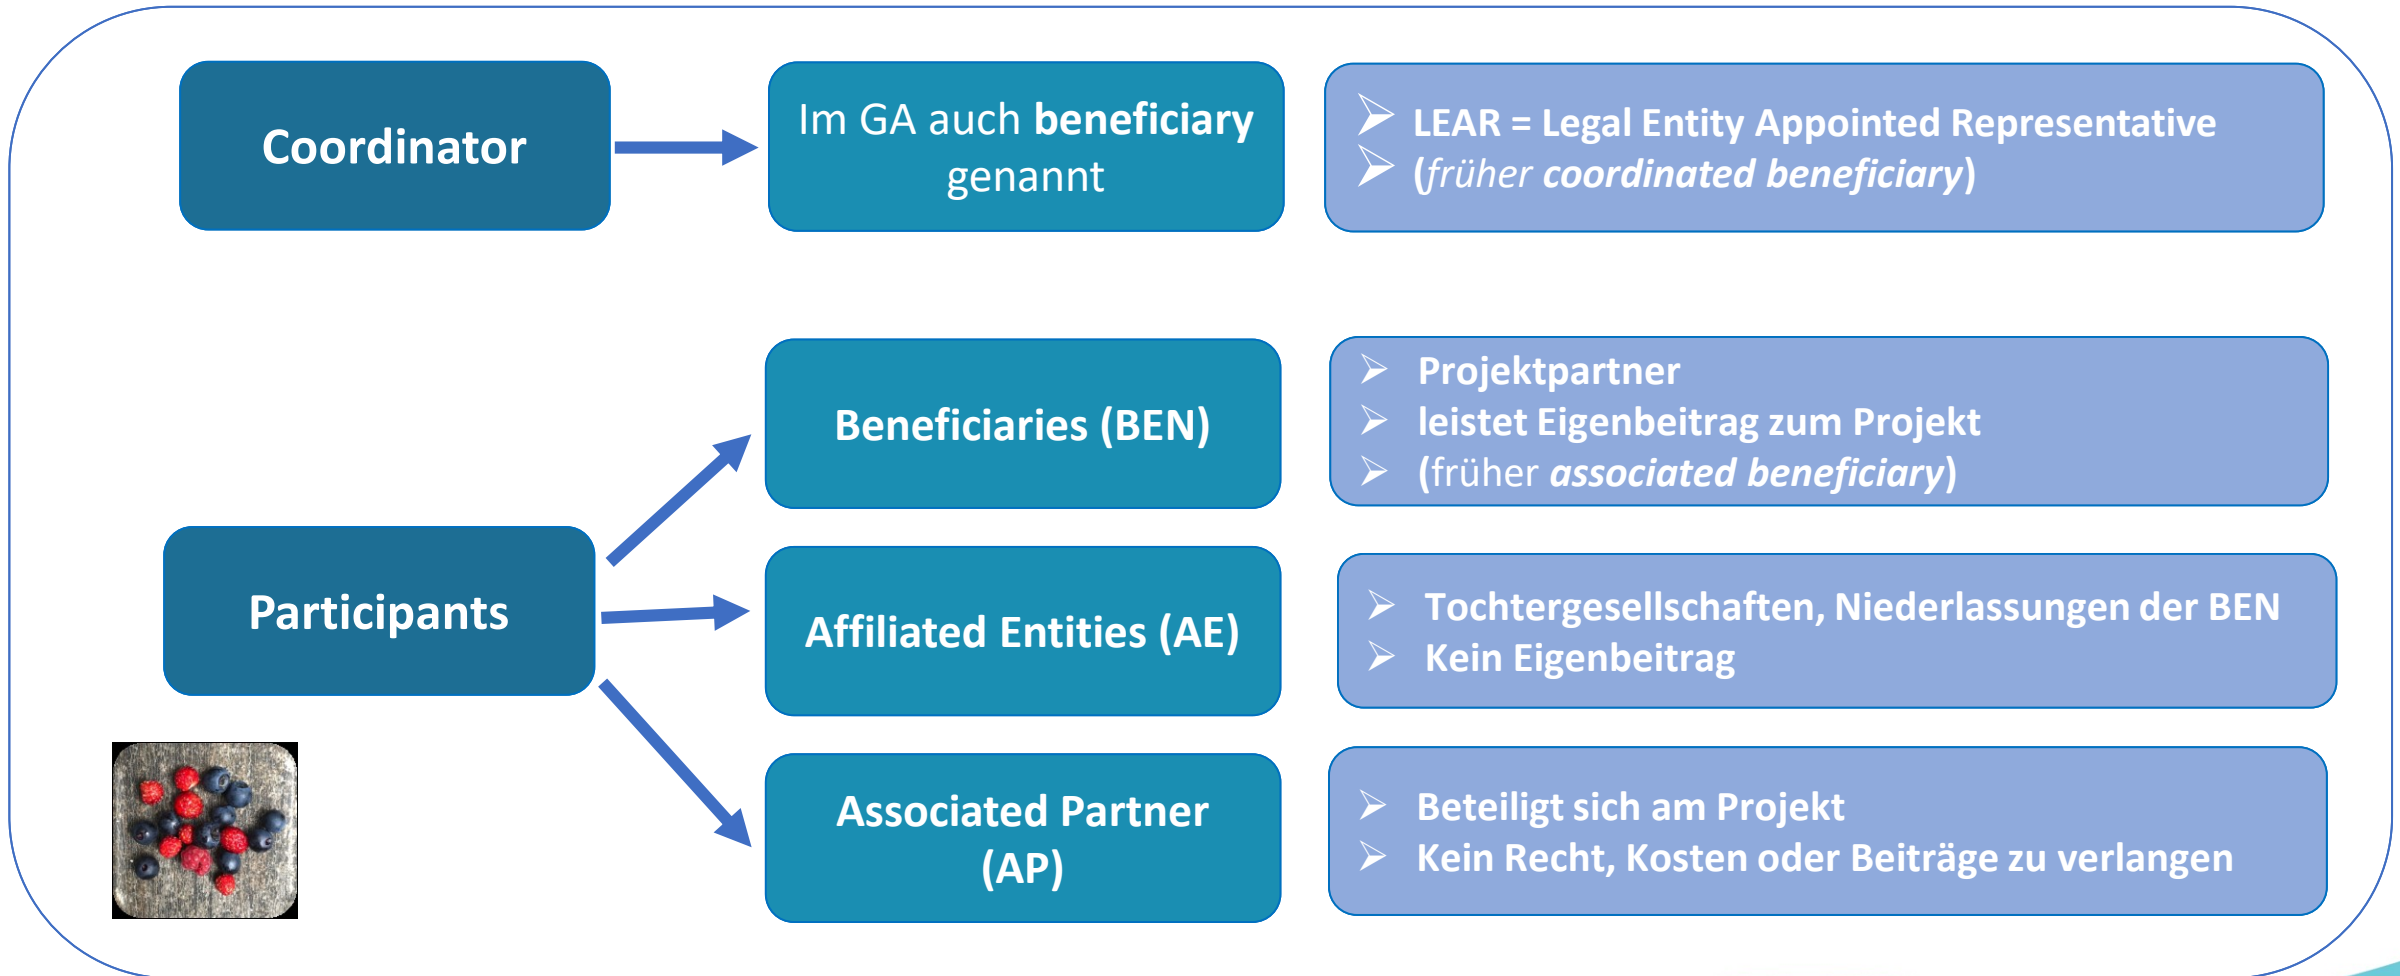 Coordinator
Im GA auch beneficiary
genannt
LEAR = Legal Entity Appointed Representative
(früher coordinated beneficiary)
Participants
Beneficiaries (BEN)
Projektpartner
leistet Eigenbeitrag zum Projekt
(früher associated beneficiary)
Affiliated Entities (AE)
Tochtergesellschaften, Niederlassungen der BEN
Kein Eigenbeitrag
Associated Partner
(AP)
Beteiligt sich am Projekt
Kein Recht, Kosten oder Beiträge zu verlangen